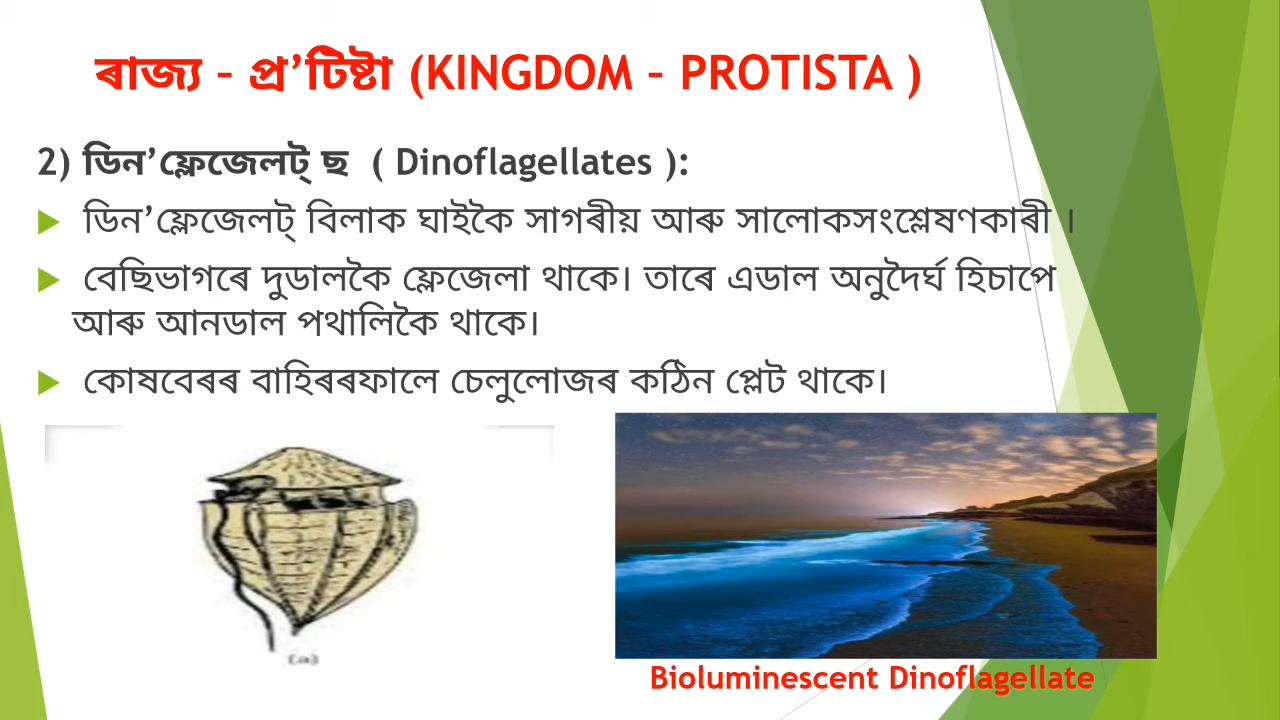 ৰাজ্য – প্ৰ’টিষ্টা (KINGDOM – PROTISTA )
2) ডিন’ফ্লেজেলট্ ছ ( Dinoflagellates ):
ডিন’ফ্লেজেলট্ বিলাক ঘাইকৈ সাগৰীয় আৰু সালোকসংশ্লেষণকাৰী ।
বেছিভাগৰে দুডালকৈ ফ্লেজেলা থাকে। তাৰে এডাল অনুদৈৰ্ঘ হিচাপে
আৰু আনডাল পথালিকৈ থাকে।
কোষবেৰৰ বাহিৰৰফালে চেলুলোজৰ কঠিন প্লেট থাকে।
(a)
Bioluminescent Dinoflagellate